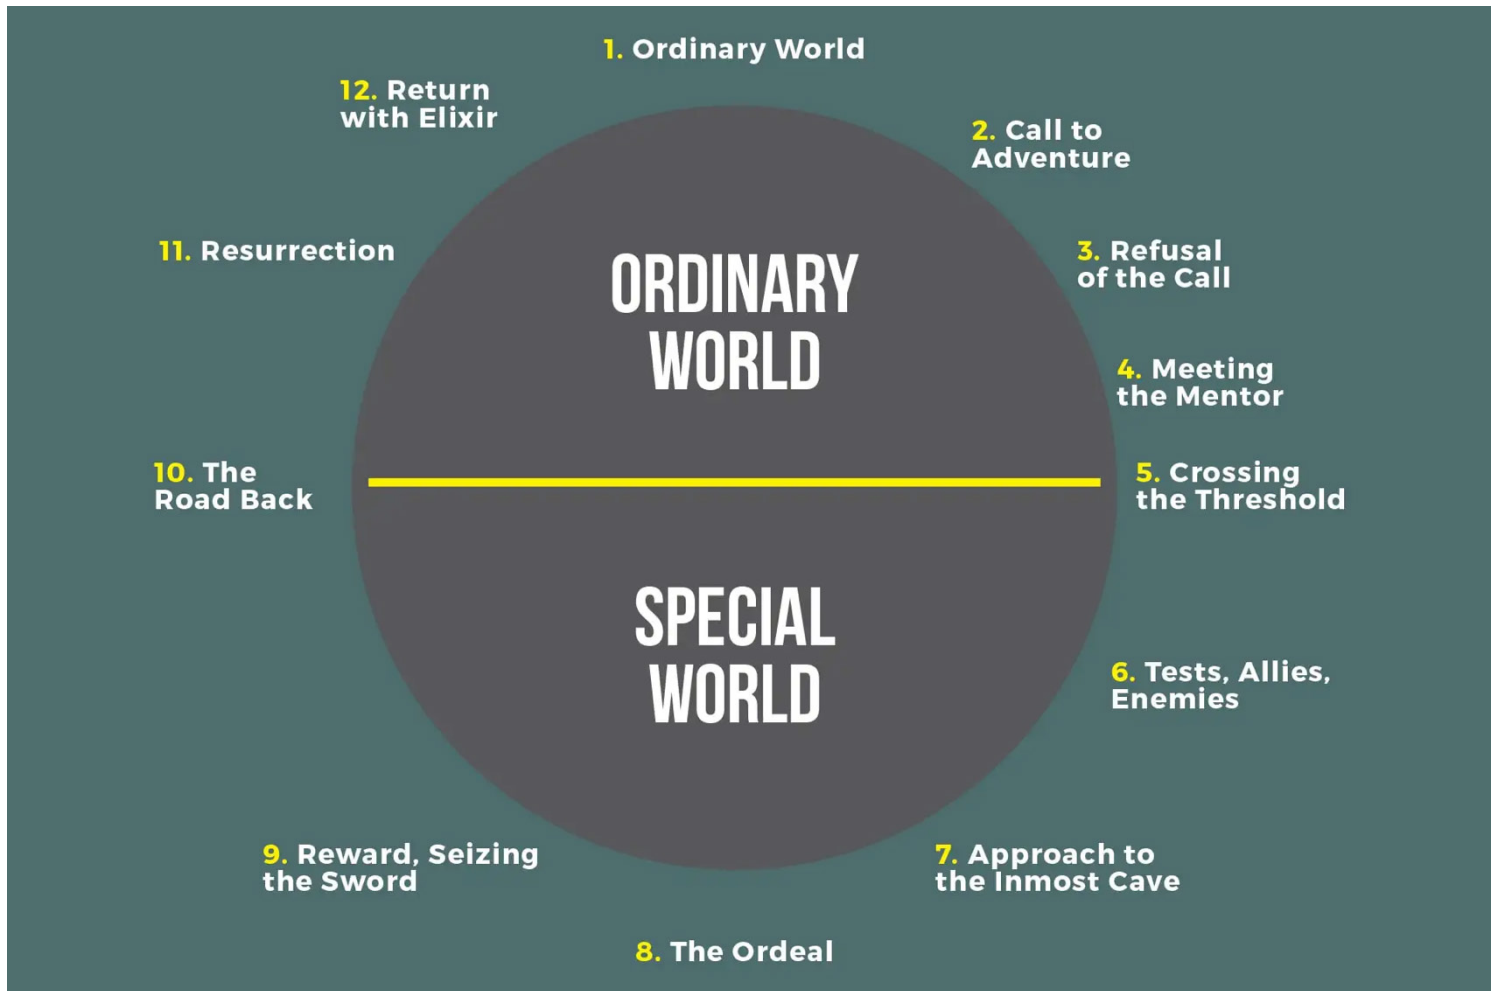 1. Ordinary World
12. Return
with Elixir
2. Call to
Adventure
11. Resurrection
3. Refusal
of the Call
ORDINARY
WORLD
4. Meeting
the Mentor
10. The
Road Back
5. Crossing
the Threshold
SPECIAL
WORLD
6. Tests, Allies,
Enemies
9. Reward, Seizing
the Sword
7. Approach to
the Inmost Cave
8. The Ordeal